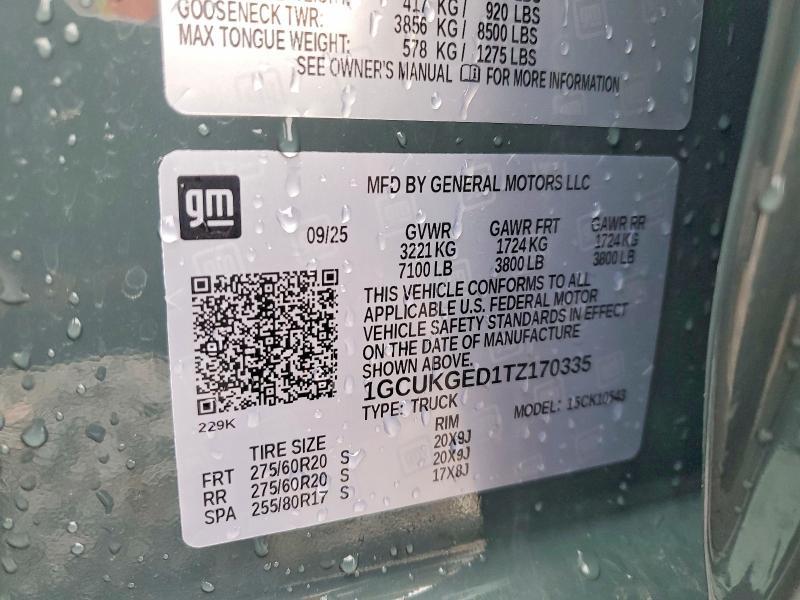 417 KG/ 920 LBS
GOOSENECK TWR: 3856 KG/ 8500 LBS
MAX TONGUE WEIGHT: 578 KG/ 1275 LBS
SEE OWNER'S MANUAL FOR MORE INFORMATION
gm
MFD BY GENERAL MOTORS LLC
09/25
GVWR GAWR FRT GAWR RR
3221 KG 1724 KG 1724 KG
7100 LB 3800 LB 3800 LB
THIS VEHICLE CONFORMS TO ALL
APPLICABLE U.S. FEDERAL MOTOR
VEHICLE SAFETY STANDARDS IN EFFECT
ON THE DATE OF MANUFACTURE
SHOWN ABOVE.
1GCUKGED1TZ170335
TYPE: TRUCK MODEL: 15CK10543
229K
TIRE SIZE RIM
FRT 275/60R20 S 20X9J
RR 275/60R20 S 20X9J
SPA 255/80R17 S 17X8J